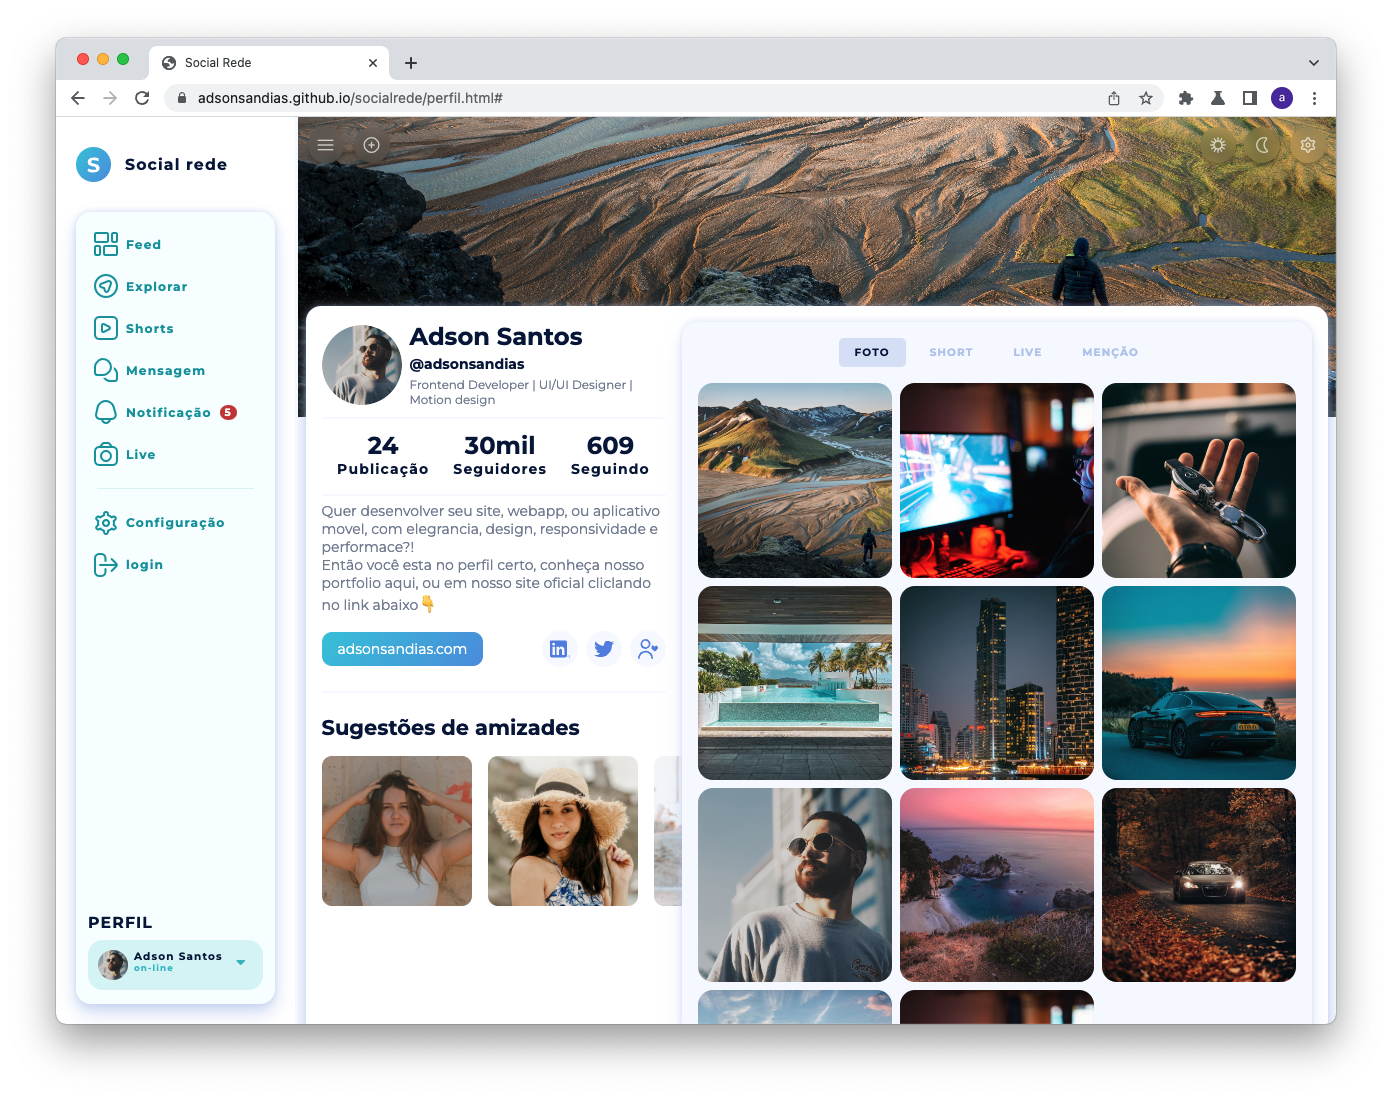 Social Rede
adsonsandias.github.io/socialrede/perfil.html#
a
S
Social rede
Feed
Explorar
Shorts
Mensagem
Notificação 5
Live
Configuração
login
PERFIL
Adson Santos
on-line
Adson Santos
@adsonsandias
Frontend Developer | UI/UI Designer |
Motion design
24 30mil 609
Publicação Seguidores Seguindo
Quer desenvolver seu site, webapp, ou aplicativo
movel, com elegrancia, design, responsividade e
performace?!
Então você esta no perfil certo, conheça nosso
portfolio aqui, ou em nosso site oficial cliclando
no link abaixo👇
adsonsandias.com
in
Sugestões de amizades
FOTO SHORT LIVE MENÇÃO